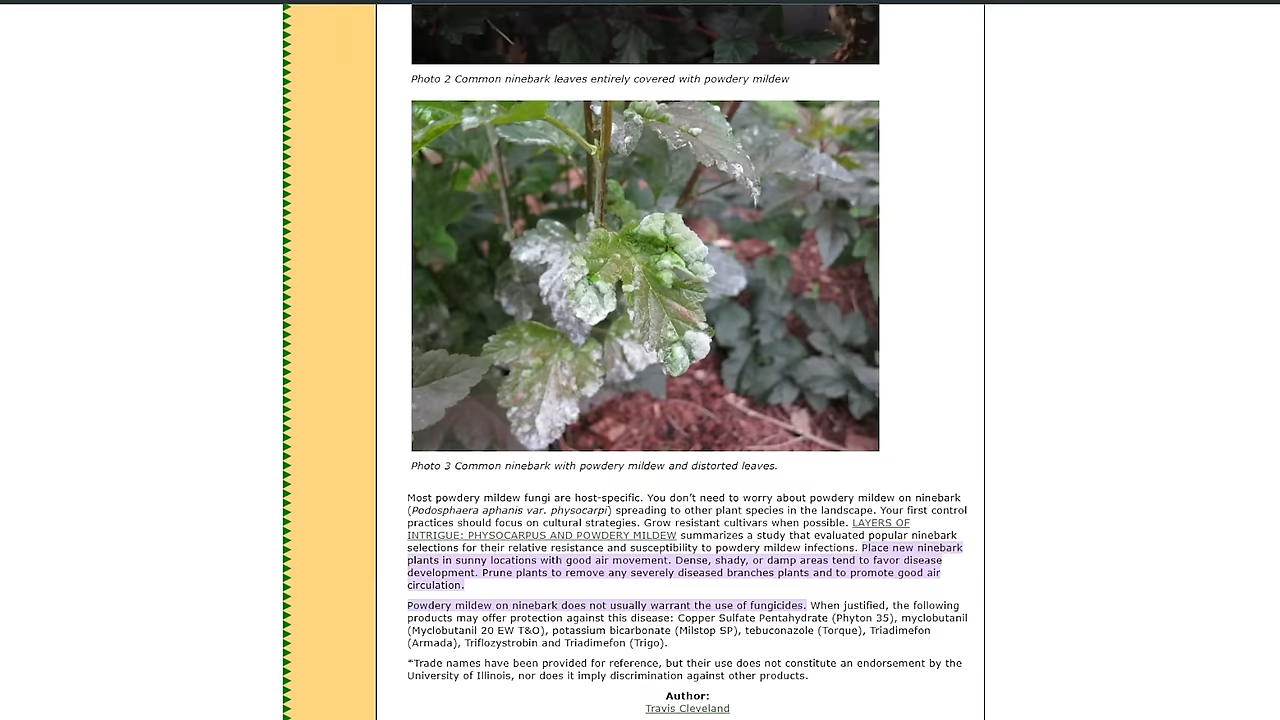 Photo 2 Common ninebark leaves entirely covered with powdery mildew
Photo 3 Common ninebark with powdery mildew and distorted leaves.
Most powdery mildew fungi are host-specific. You don’t need to worry about powdery mildew on ninebark
(Podosphaera aphanis var. physocarpi) spreading to other plant species in the landscape. Your first control
practices should focus on cultural strategies. Grow resistant cultivars when possible. LAYERS OF
INTRIGUE: PHYSOCARPUS AND POWDERY MILDEW summarizes a study that evaluated popular ninebark
selections for their relative resistance and susceptibility to powdery mildew infections. Place new ninebark
plants in sunny locations with good air movement. Dense, shady, or damp areas tend to favor disease
development. Prune plants to remove any severely diseased branches plants and to promote good air
circulation.
Powdery mildew on ninebark does not usually warrant the use of fungicides. When justified, the following
products may offer protection against this disease: Copper Sulfate Pentahydrate (Phyton 35), myclobutanil
(Myclobutanil 20 EW T&O), potassium bicarbonate (Milstop SP), tebuconazole (Torque), Triadimefon
(Armada), Triflozystrobin and Triadimefon (Trigo).
*Trade names have been provided for reference, but their use does not constitute an endorsement by the
University of Illinois, nor does it imply discrimination against other products.
Author:
Travis Cleveland